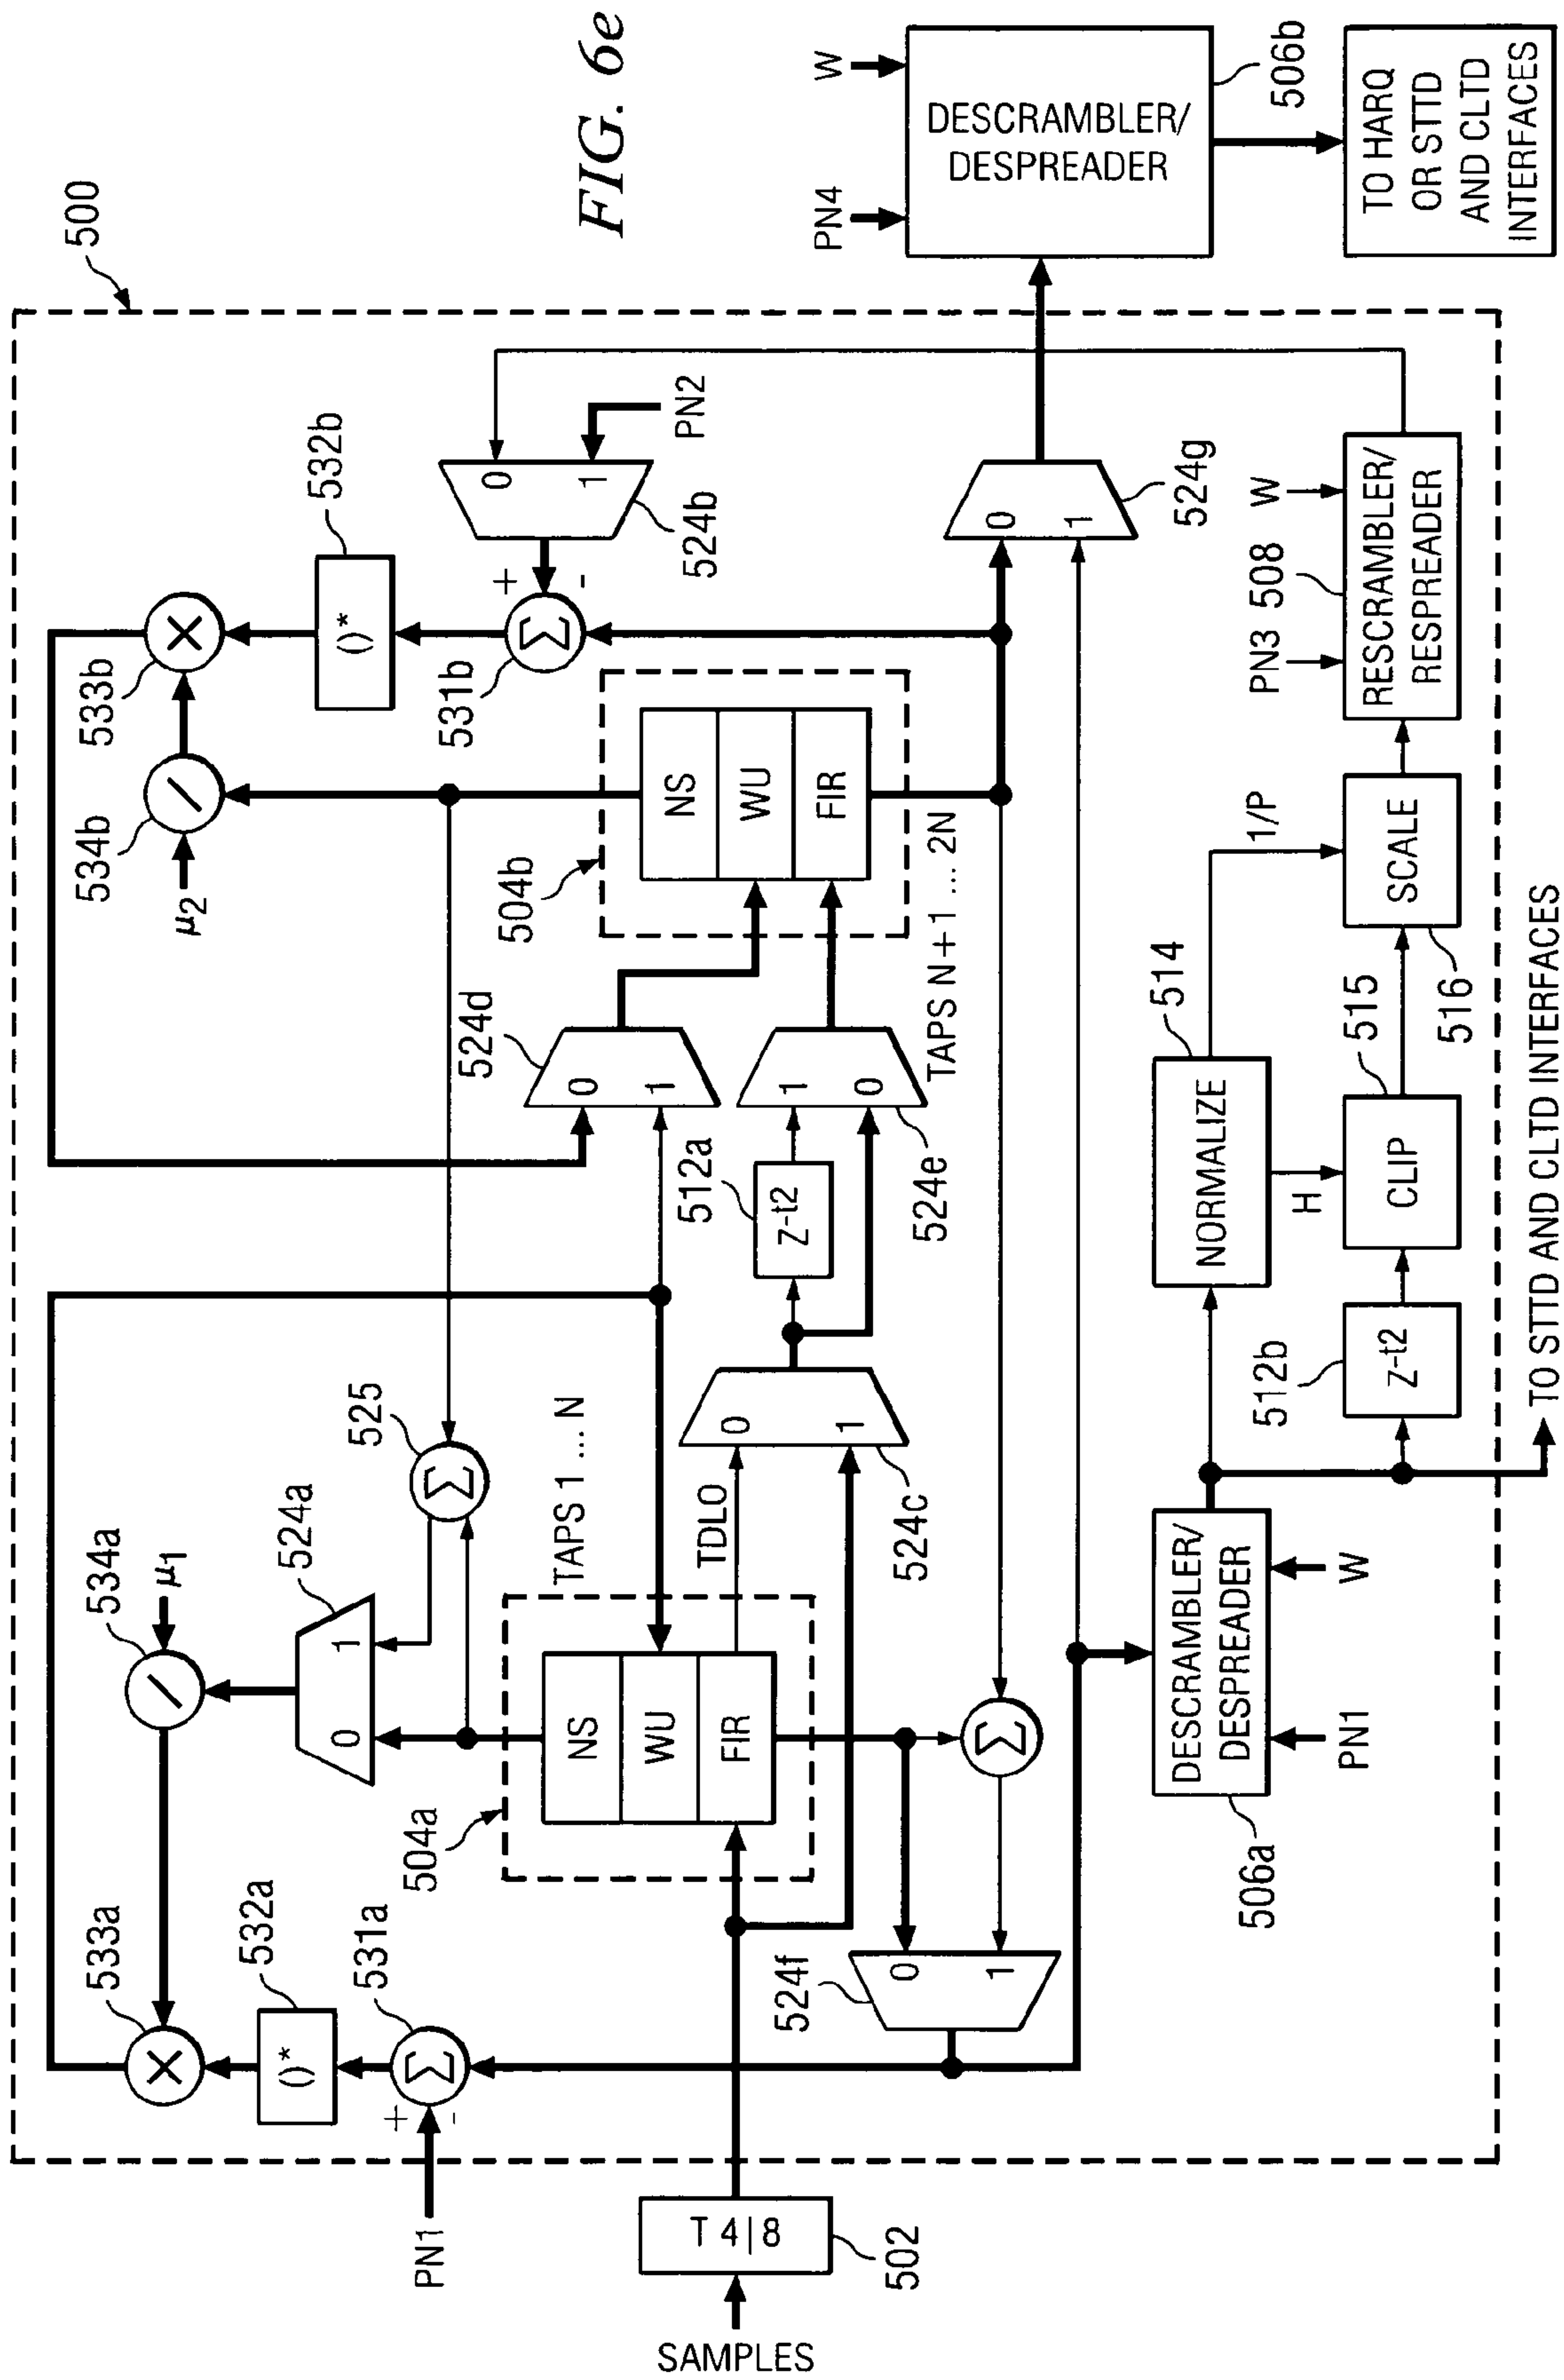 FIG. 6e
500
533a
534a
μ1
532a
524a
525
531a
PN1
+
-
()*
Σ
0
1
504a
NS
WU
FIR
TAPS 1 ... N
TDLO
0
1
524c
SAMPLES
T 4|8
502
524f
0
1
Σ
Σ
534b
μ2
533b
532b
()*
531b
Σ
+
-
524b
0
1
PN2
524d
0
1
504b
NS
WU
FIR
TAPS N+1 ... 2N
512a
Z-t2
524e
1
0
524g
0
1
PN4
W
DESCRAMBLER/
DESPREADER
506b
TO HARQ
OR STTD
AND CLTD
INTERFACES
506a
DESCRAMBLER/
DESPREADER
PN1
W
512b
Z-t2
NORMALIZE
514
H
1/P
CLIP
515
SCALE
516
PN3
508
W
RESCRAMBLER/
RESPREADER
TO STTD AND CLTD INTERFACES